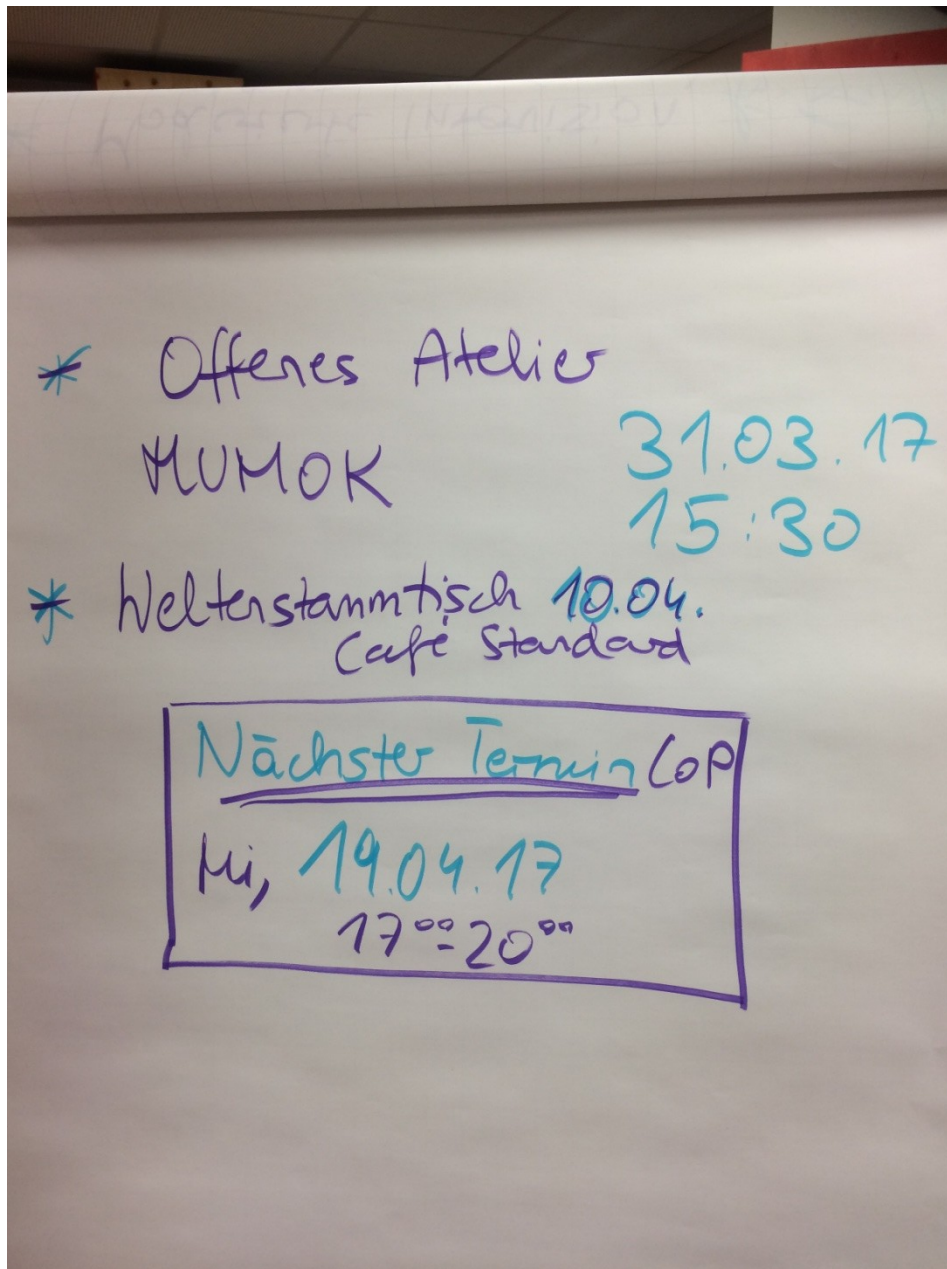 * Offenes Atelier
MUMOK 31.03.17
15:30
* Welterstammtisch 10.04.
Café Standard
Nächster Termin CoP
Mi, 19.04.17
17⁰⁰-20⁰⁰